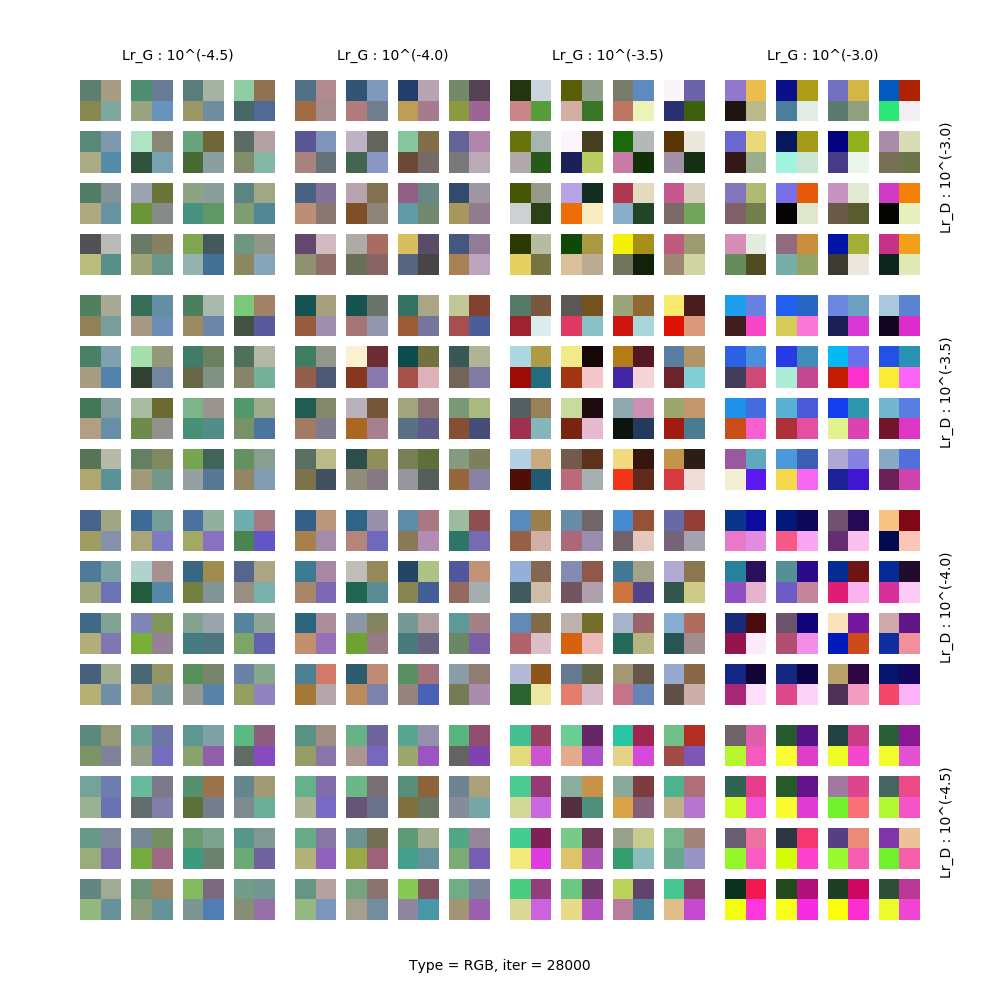 Lr_G : 10^(-4.5)
Lr_G : 10^(-4.0)
Lr_G : 10^(-3.5)
Lr_G : 10^(-3.0)
Lr_D : 10^(-3.0)
Lr_D : 10^(-3.5)
Lr_D : 10^(-4.0)
Lr_D : 10^(-4.5)
Type = RGB, iter = 28000